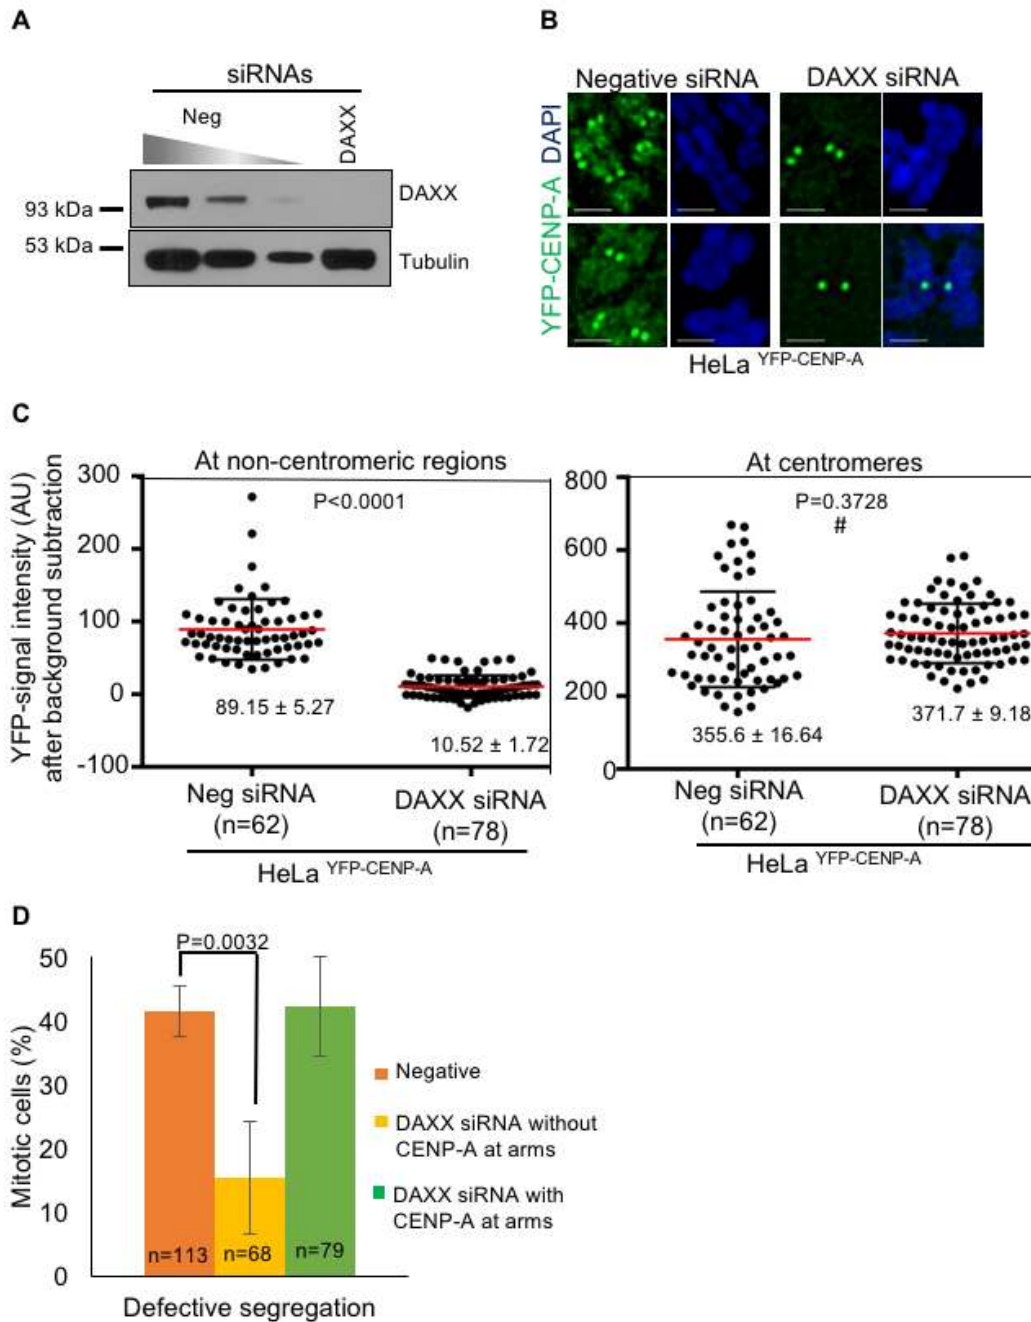 A
siRNAs
Neg
DAXX
DAXX
93 kDa
53 kDa
Tubulin
B
Negative siRNA
DAXX siRNA
YFP-CENP-A DAPI
HeLa YFP-CENP-A
C
YFP-signal intensity (AU)
after background subtraction
At non-centromeric regions
P<0.0001
300
200
100
0
-100
89.15 ± 5.27
10.52 ± 1.72
Neg siRNA
(n=62)
DAXX siRNA
(n=78)
HeLa YFP-CENP-A
At centromeres
P=0.3728
#
800
600
400
200
0
355.6 ± 16.64
371.7 ± 9.18
Neg siRNA
(n=62)
DAXX siRNA
(n=78)
HeLa YFP-CENP-A
D
P=0.0032
Mitotic cells (%)
50
40
30
20
10
0
n=113
n=68
n=79
Defective segregation
Negative
DAXX siRNA without
CENP-A at arms
DAXX siRNA with
CENP-A at arms